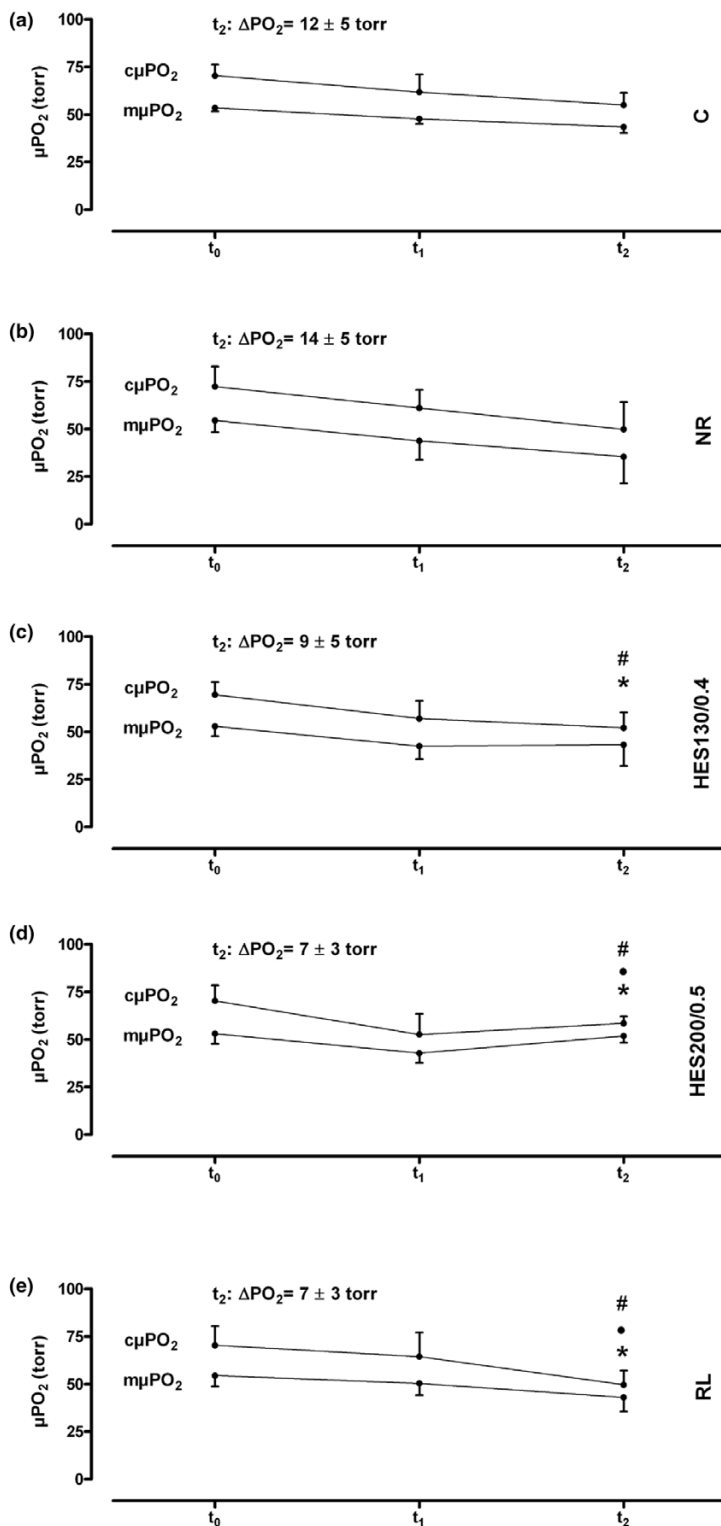 (a)
t₂: ΔPO₂= 12 ± 5 torr
100
75
50
25
0
µPO₂ (torr)
cµPO₂
mµPO₂
C
t₀ t₁ t₂
(b)
t₂: ΔPO₂= 14 ± 5 torr
100
75
50
25
0
µPO₂ (torr)
cµPO₂
mµPO₂
NR
t₀ t₁ t₂
(c)
t₂: ΔPO₂= 9 ± 5 torr
100
75
50
25
0
µPO₂ (torr)
cµPO₂
mµPO₂
#
*
HES130/0.4
t₀ t₁ t₂
(d)
t₂: ΔPO₂= 7 ± 3 torr
100
75
50
25
0
µPO₂ (torr)
cµPO₂
mµPO₂
#
•
*
HES200/0.5
t₀ t₁ t₂
(e)
t₂: ΔPO₂= 7 ± 3 torr
100
75
50
25
0
µPO₂ (torr)
cµPO₂
mµPO₂
#
•
*
RL
t₀ t₁ t₂